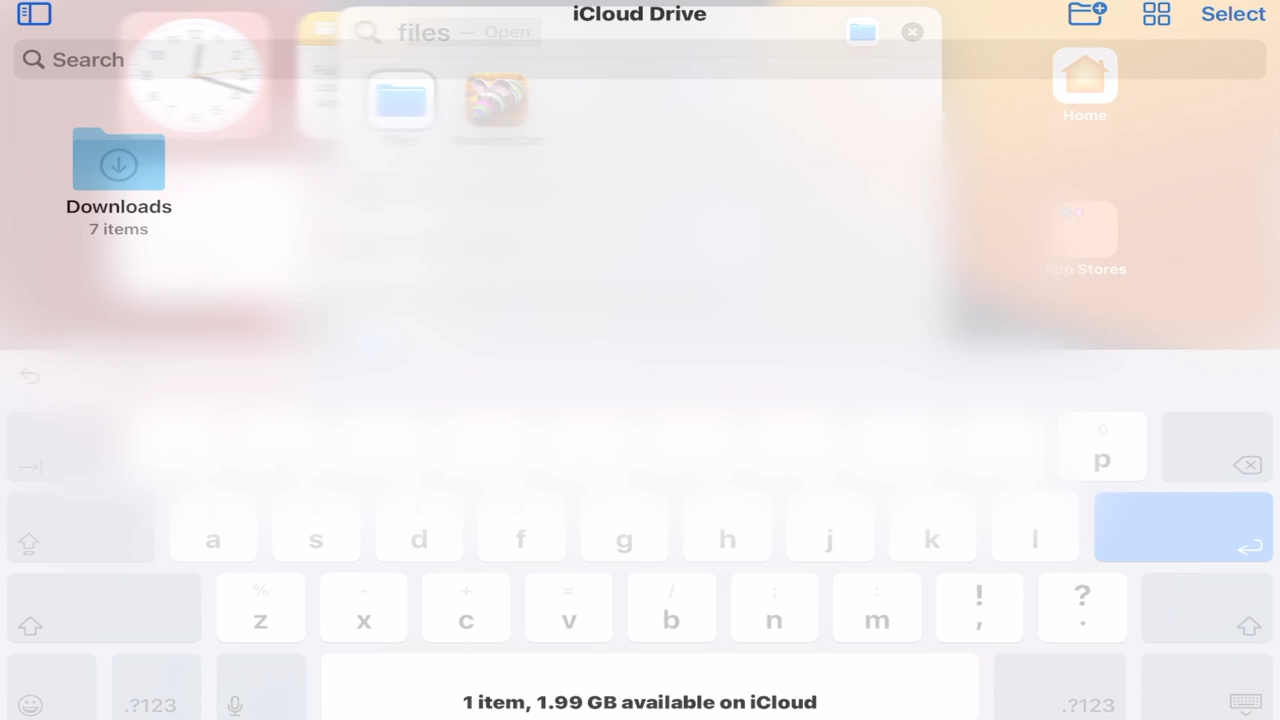 iCloud Drive
Select
files — Open
Search
Home
Downloads
7 items
App Stores
0
p
a s d f g h j k l
% - + = / ; : ! ?
z x c v b n m , .
.?123
1 item, 1.99 GB available on iCloud
.?123